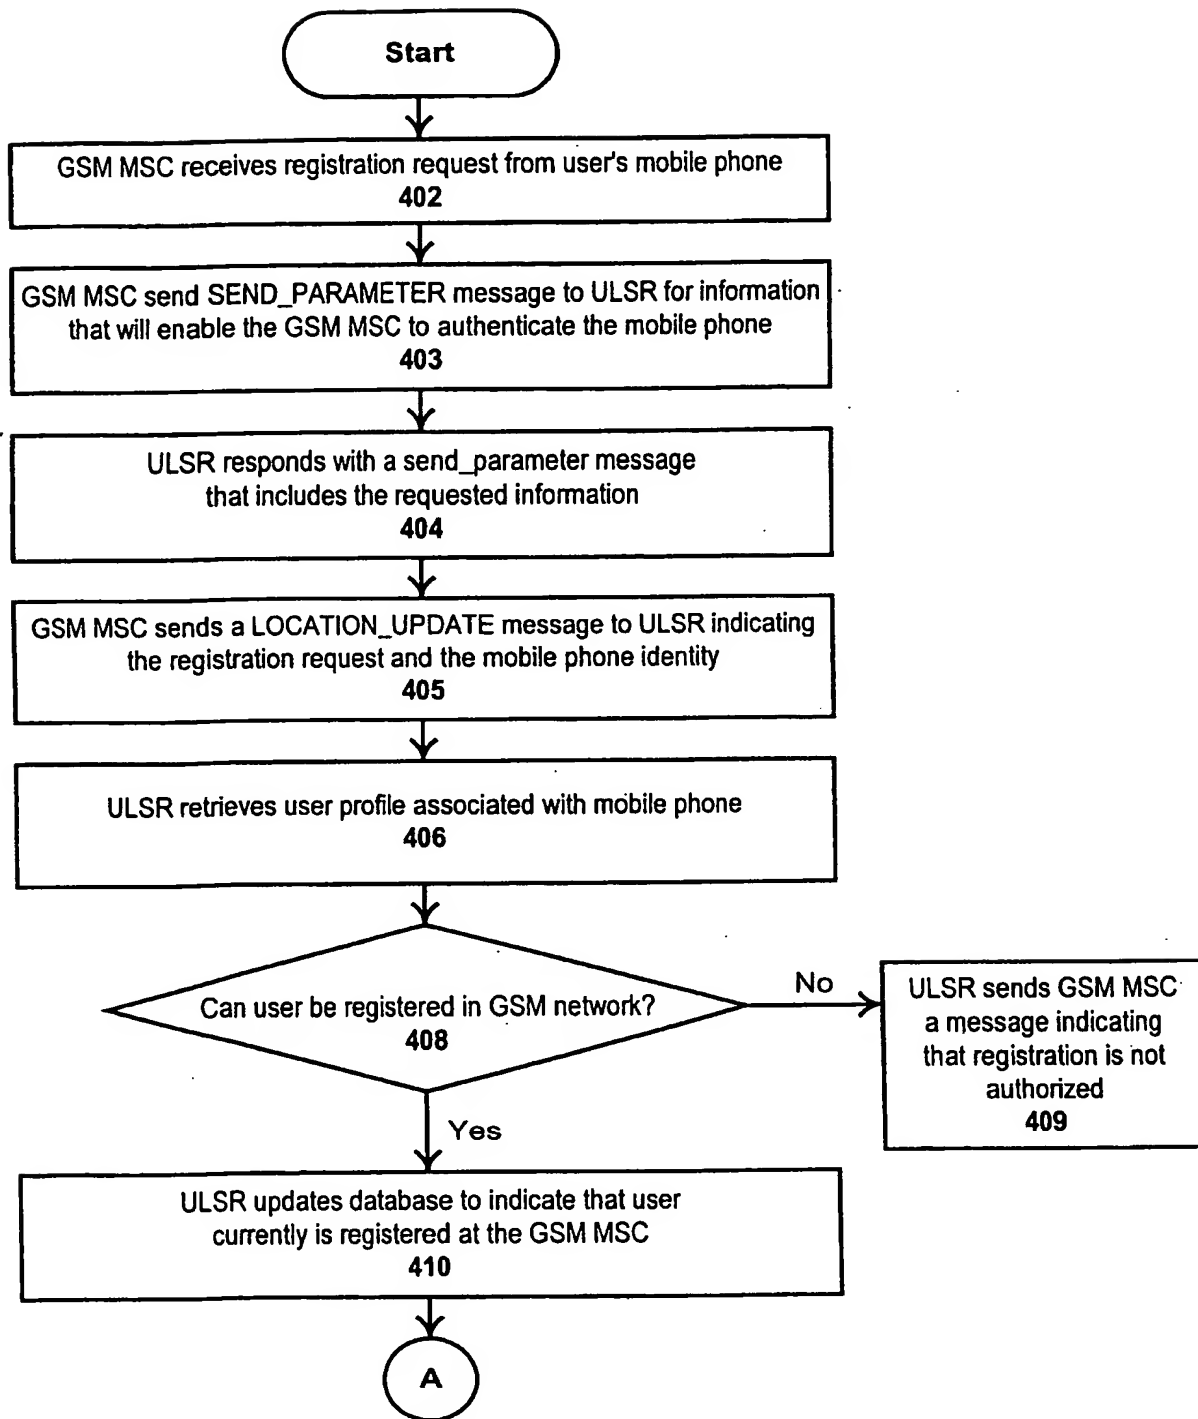 Start
GSM MSC receives registration request from user's mobile phone
402
GSM MSC send SEND_PARAMETER message to ULSR for information
that will enable the GSM MSC to authenticate the mobile phone
403
ULSR responds with a send_parameter message
that includes the requested information
404
GSM MSC sends a LOCATION_UPDATE message to ULSR indicating
the registration request and the mobile phone identity
405
ULSR retrieves user profile associated with mobile phone
406
Can user be registered in GSM network?
408
No
ULSR sends GSM MSC
a message indicating
that registration is not
authorized
409
Yes
ULSR updates database to indicate that user
currently is registered at the GSM MSC
410
A